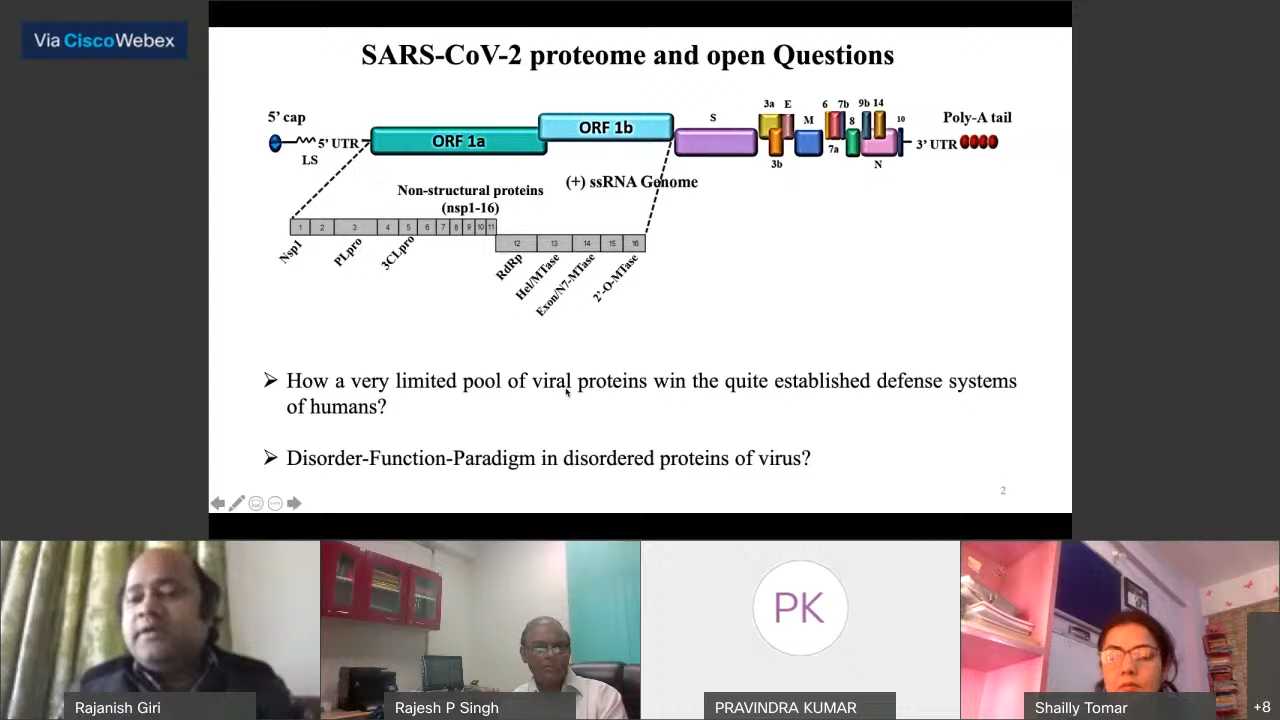 Via Cisco Webex
SARS-CoV-2 proteome and open Questions
3a E 6 7b 9b 14
5' cap S M 8 10 Poly-A tail
ORF 1a ORF 1b
5' UTR 3' UTR
LS 3b 7a N
(+) ssRNA Genome
Non-structural proteins
(nsp1-16)
1 2 3 4 5 6 7 8 9 10 11
12 13 14 15 16
Nsp1 PLpro 3CLpro RdRp Hel/MTase Exon/N7-MTase 2'-O-MTase
➢ How a very limited pool of viral proteins win the quite established defense systems
of humans?
➢ Disorder-Function-Paradigm in disordered proteins of virus?
2
PK
Rajanish Giri
Rajesh P Singh
PRAVINDRA KUMAR
Shailly Tomar
+8